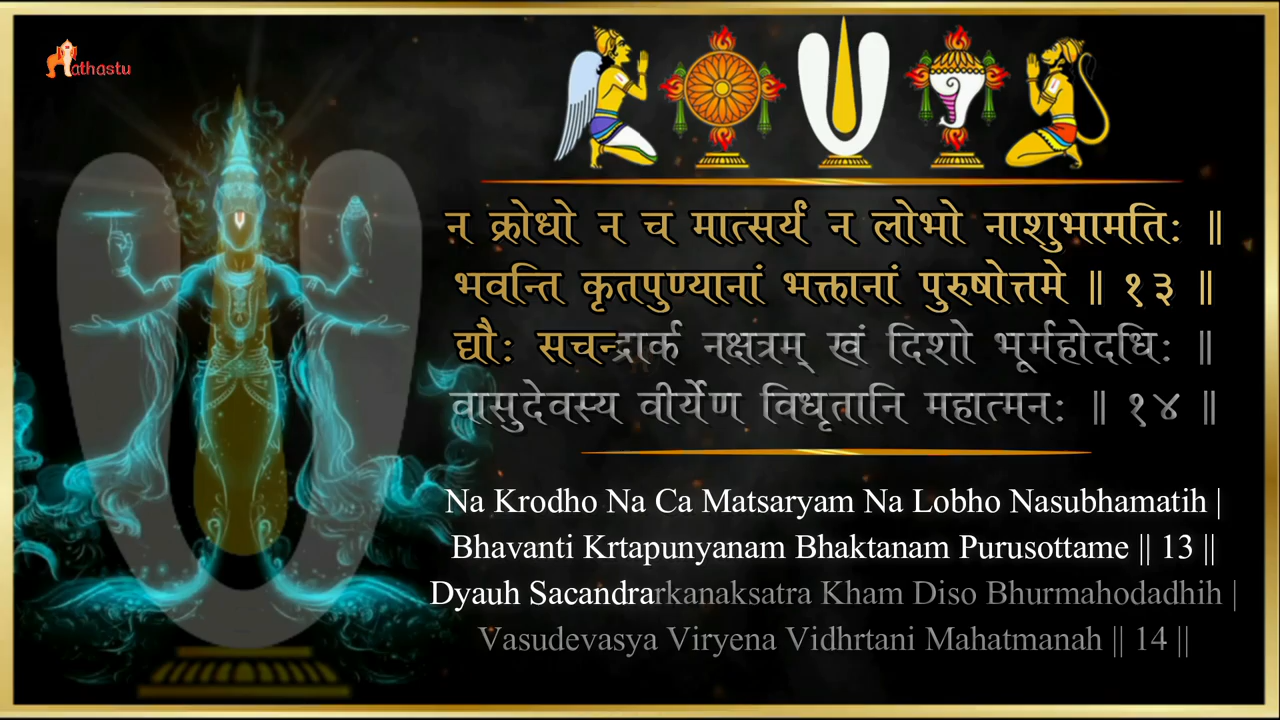 athastu
न क्रोधो न च मात्सर्यं न लोभो नाशुभामतिः ॥
भवन्ति कृतपुण्यानां भक्तानां पुरुषोत्तमे ॥ १३ ॥
द्यौः सचन्द्रार्क नक्षत्रम् खं दिशो भूर्महोदधिः ॥
वासुदेवस्य वीर्येण विधृतानि महात्मनः ॥ १४ ॥
Na Krodho Na Ca Matsaryam Na Lobho Nasubhamatih |
Bhavanti Krtapunyanam Bhaktanam Purusottame || 13 ||
Dyauh Sacandrarkanaksatra Kham Diso Bhurmahodadhih |
Vasudevasya Viryena Vidhrtani Mahatmanah || 14 ||